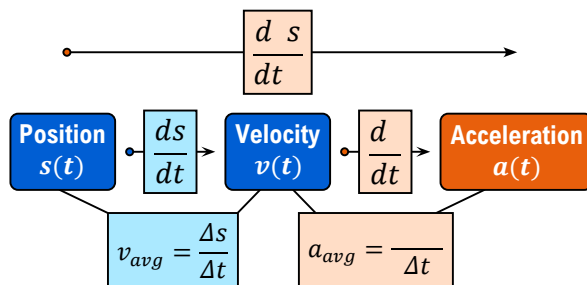 d s
dt
Position
s(t)
ds
dt
Velocity
v(t)
d
dt
Acceleration
a(t)
v_avg = Δs
Δt
a_avg =
Δt